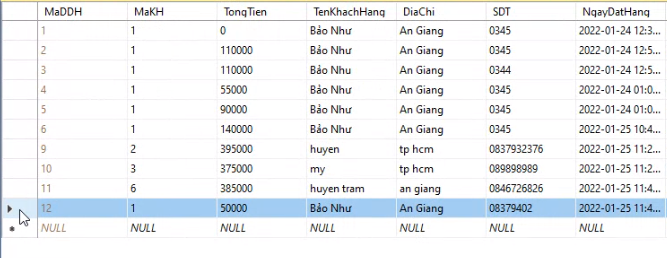 MaDDH MaKH TongTien TenKhachHang DiaChi SDT NgayDatHang
1 1 0 Bảo Như An Giang 0345 2022-01-24 12:3...
2 1 110000 Bảo Như An Giang 0345 2022-01-24 12:5...
3 1 110000 Bảo Như An Giang 0344 2022-01-24 12:5...
4 1 55000 Bảo Như An Giang 0345 2022-01-24 01:0...
5 1 90000 Bảo Như An Giang 0345 2022-01-24 01:0...
6 1 140000 Bảo Như An Giang 0345 2022-01-25 10:4...
9 2 395000 huyen tp hcm 0837932376 2022-01-25 11:2...
10 3 375000 my tp hcm 089898989 2022-01-25 11:2...
11 6 385000 huyen tram an giang 0846726826 2022-01-25 11:4...
12 1 50000 Bảo Như An Giang 08379402 2022-01-25 11:4...
NULL NULL NULL NULL NULL NULL NULL